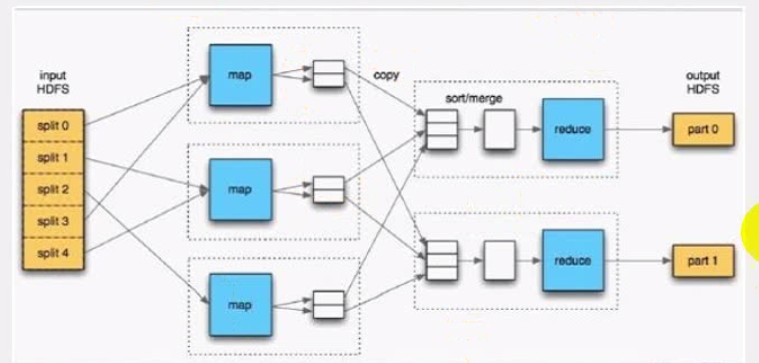 input
HDFS
split 0
split 1
split 2
split 3
split 4
map
map
map
copy
sort/merge
reduce
reduce
output
HDFS
part 0
part 1